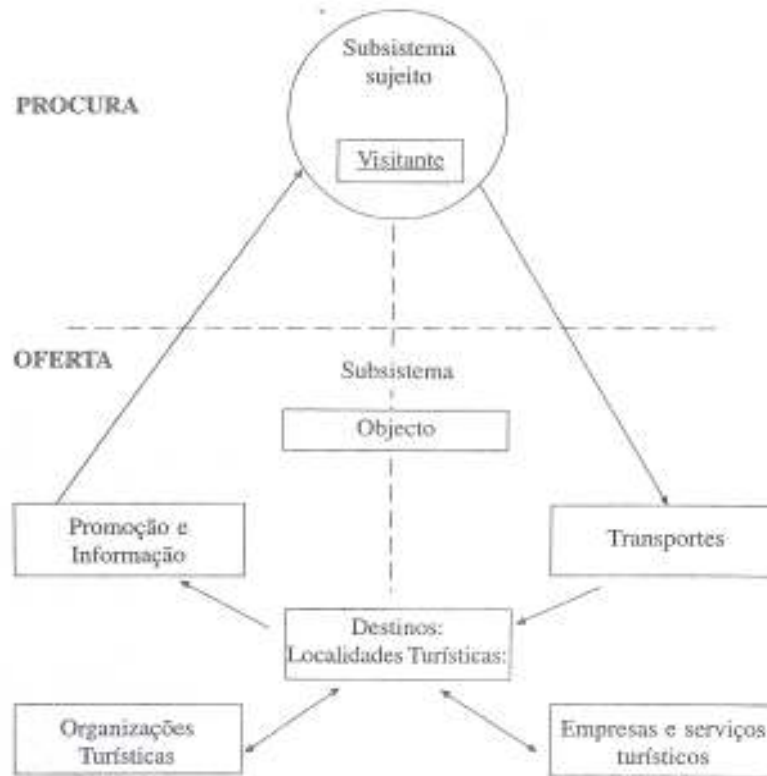 Subsistema
sujeito
PROCURA
Visitante
OFERTA
Subsistema
Objecto
Promoção e
Informação
Transportes
Destinos:
Localidades Turísticas:
Organizações
Turísticas
Empresas e serviços
turísticos